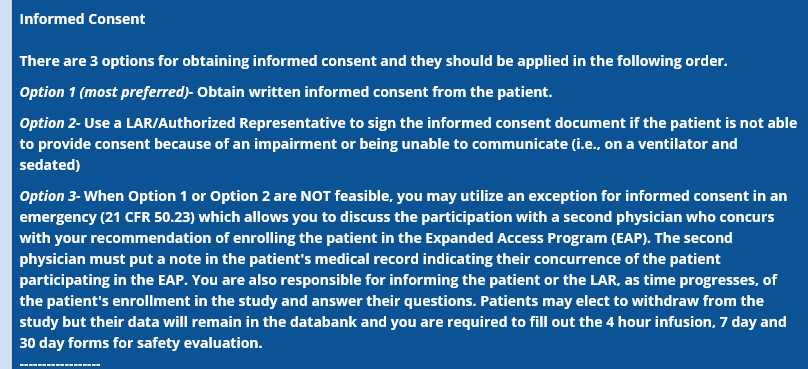 Informed Consent
There are 3 options for obtaining informed consent and they should be applied in the following order.
Option 1 (most preferred)- Obtain written informed consent from the patient.
Option 2- Use a LAR/Authorized Representative to sign the informed consent document if the patient is not able
to provide consent because of an impairment or being unable to communicate (i.e., on a ventilator and
sedated)
Option 3- When Option 1 or Option 2 are NOT feasible, you may utilize an exception for informed consent in an
emergency (21 CFR 50.23) which allows you to discuss the participation with a second physician who concurs
with your recommendation of enrolling the patient in the Expanded Access Program (EAP). The second
physician must put a note in the patient's medical record indicating their concurrence of the patient
participating in the EAP. You are also responsible for informing the patient or the LAR, as time progresses, of
the patient's enrollment in the study and answer their questions. Patients may elect to withdraw from the
study but their data will remain in the databank and you are required to fill out the 4 hour infusion, 7 day and
30 day forms for safety evaluation.
------------------